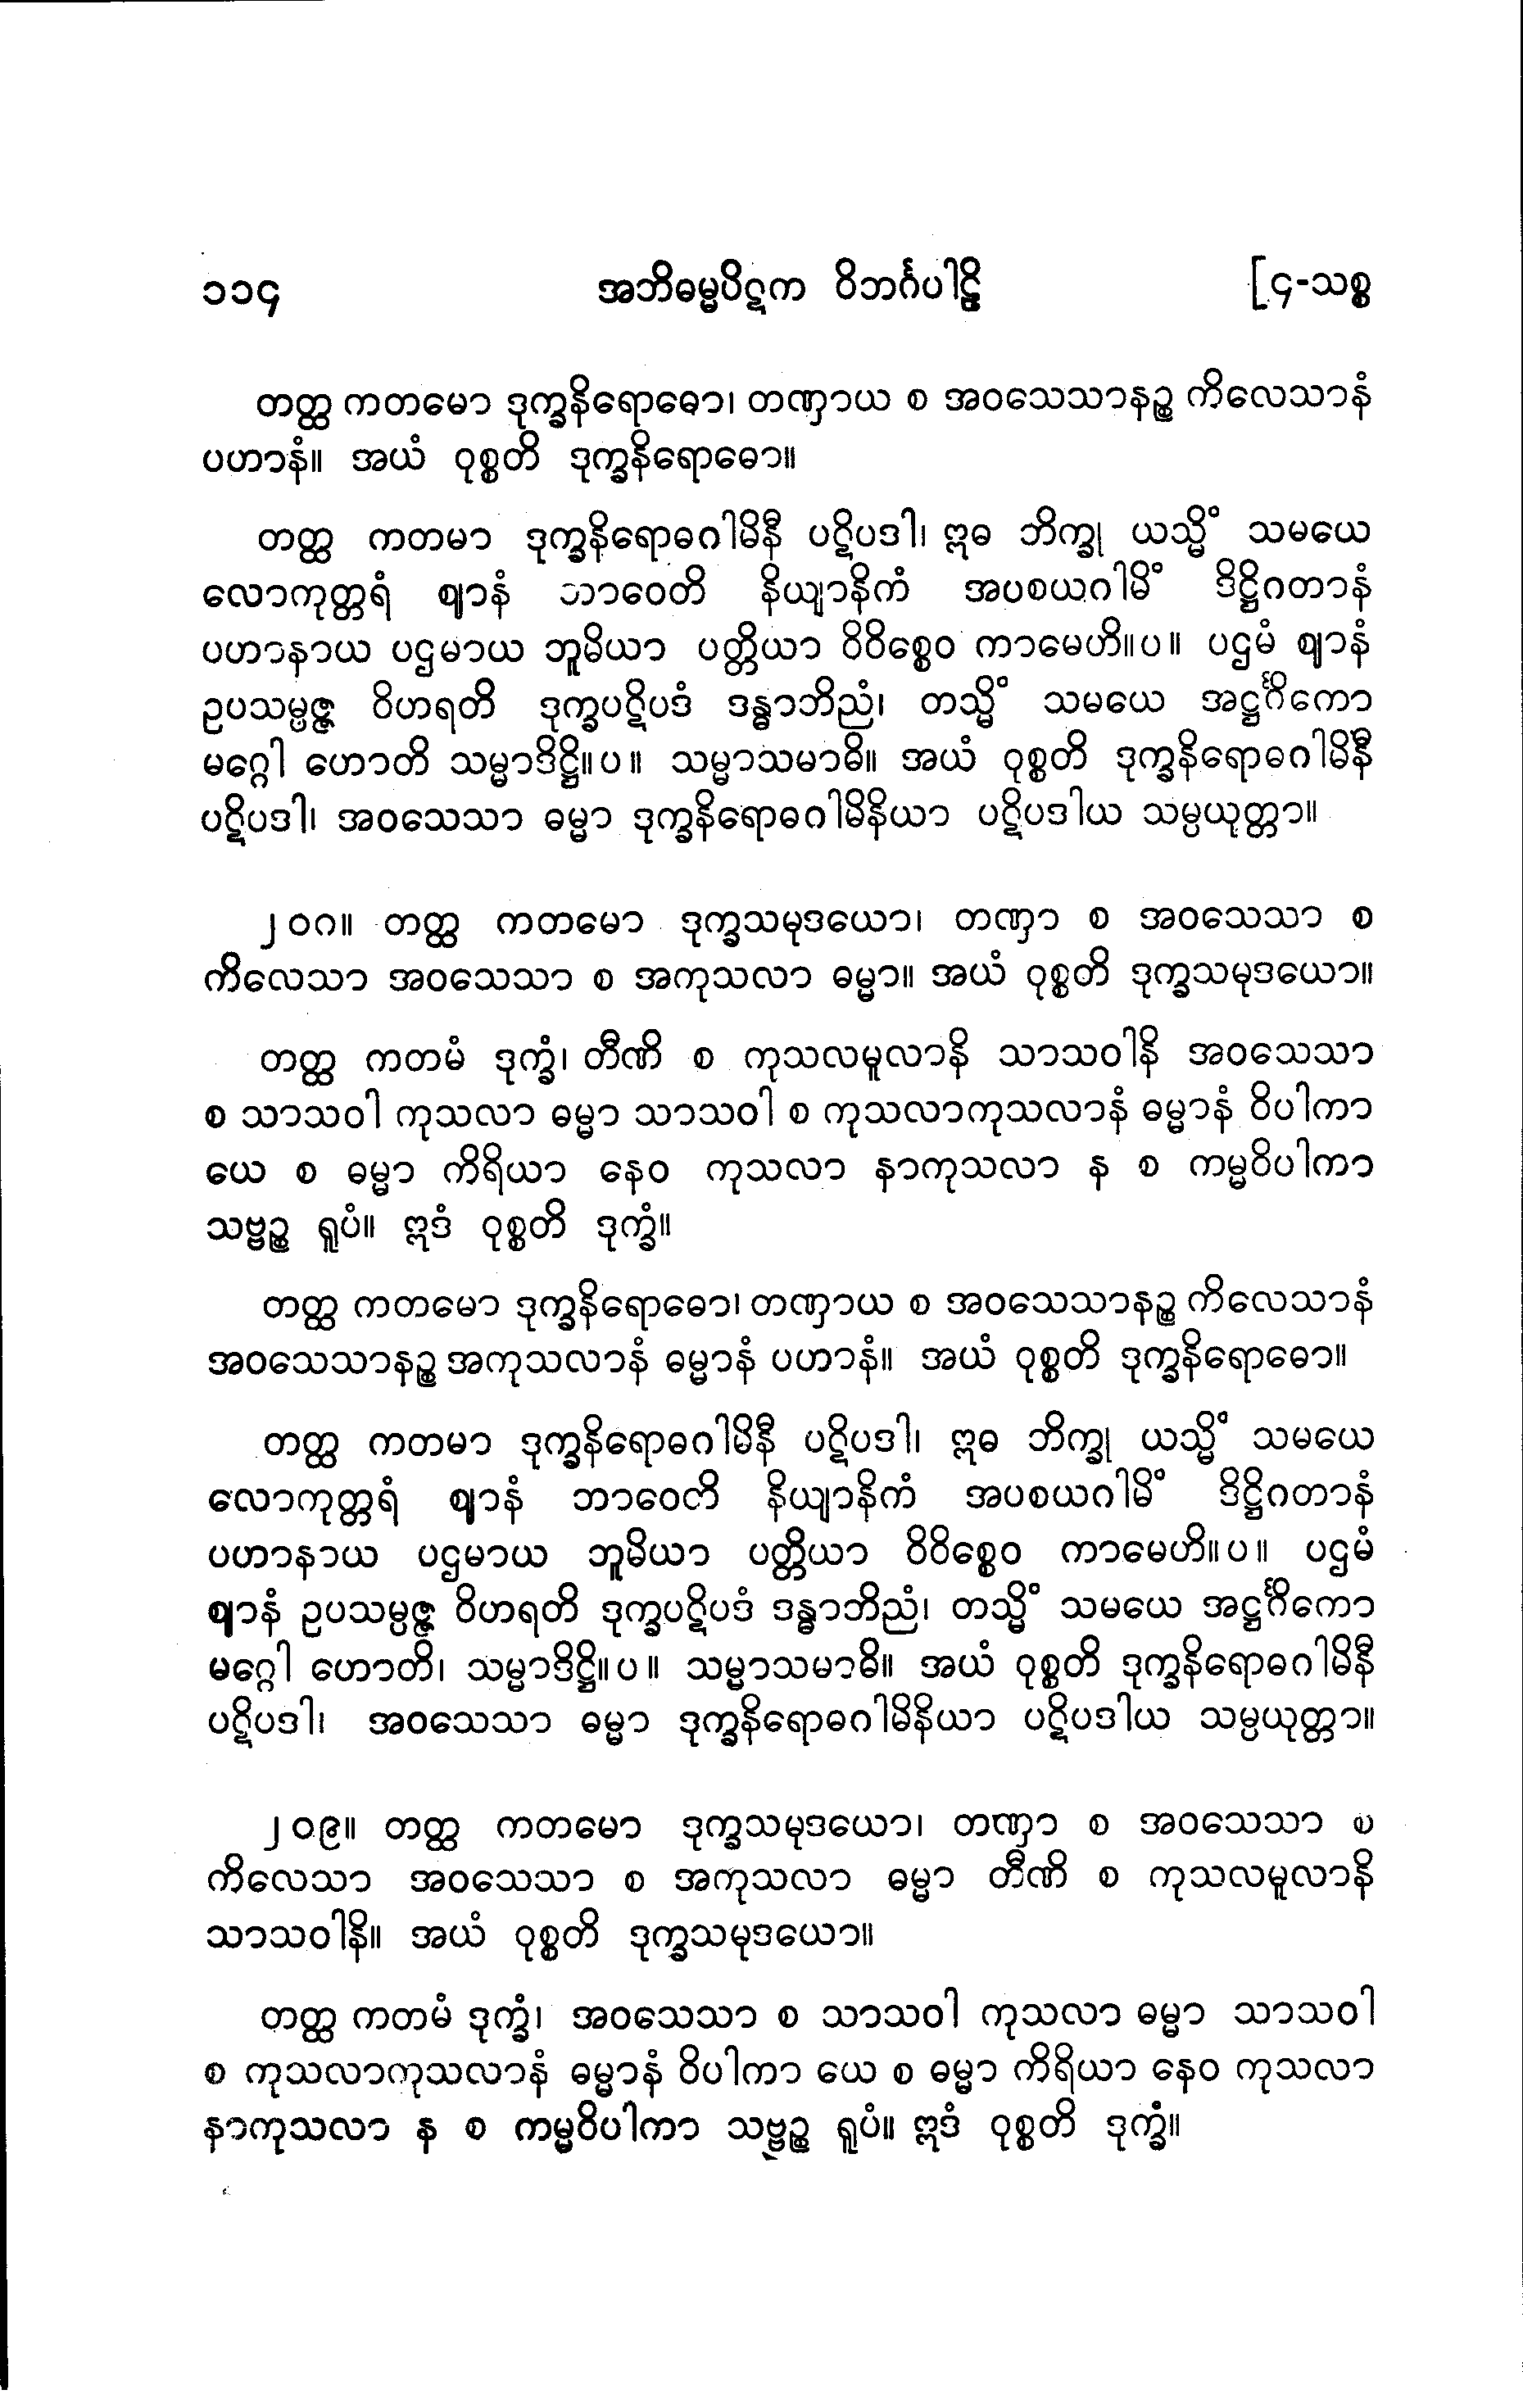 ၁၁၄ အဘိဓမ္မပိဋက ဝိဘင်္ဂပါဠိ [၄-သစ္စ
တတ္ထ ကတမော ဒုက္ခနိရောဓော၊ တဏှာယ စ အဝသေသာနဉ္စ ကိလေသာနံ
ပဟာနံ။ အယံ ဝုစ္စတိ ဒုက္ခနိရောဓော။
တတ္ထ ကတမာ ဒုက္ခနိရောဓဂါမိနီ ပဋိပဒါ၊ ဣဓ ဘိက္ခု ယသ္မိံ သမယေ
လောကုတ္တရံ ဈာနံ ဘာဝေတိ နိယျာနိကံ အပစယဂါမိံ ဒိဋ္ဌိဂတာနံ
ပဟာနာယ ပဌမာယ ဘူမိယာ ပတ္တိယာ ဝိဝိစ္စေဝ ကာမေဟိ။ပ။ ပဌမံ ဈာနံ
ဥပသမ္ပဇ္ဇ ဝိဟရတိ ဒုက္ခပဋိပဒံ ဒန္ဓာဘိညံ၊ တသ္မိံ သမယေ အဋ္ဌင်္ဂိကော
မဂ္ဂေါ ဟောတိ သမ္မာဒိဋ္ဌိ။ပ။ သမ္မာသမာဓိ။ အယံ ဝုစ္စတိ ဒုက္ခနိရောဓဂါမိနီ
ပဋိပဒါ၊ အဝသေသာ ဓမ္မာ ဒုက္ခနိရောဓဂါမိနိယာ ပဋိပဒါယ သမ္ပယုတ္တာ။
၂၀၈။ တတ္ထ ကတမော ဒုက္ခသမုဒယော၊ တဏှာ စ အဝသေသာ စ
ကိလေသာ အဝသေသာ စ အကုသလာ ဓမ္မာ။ အယံ ဝုစ္စတိ ဒုက္ခသမုဒယော။
တတ္ထ ကတမံ ဒုက္ခံ၊ တီဏိ စ ကုသလမူလာနိ သာသဝါနိ အဝသေသာ
စ သာသဝါ ကုသလာ ဓမ္မာ သာသဝါ စ ကုသလာကုသလာနံ ဓမ္မာနံ ဝိပါကာ
ယေ စ ဓမ္မာ ကိရိယာ နေဝ ကုသလာ နာကုသလာ န စ ကမ္မဝိပါကာ
သဗ္ဗဉ္စ ရူပံ။ ဣဒံ ဝုစ္စတိ ဒုက္ခံ။
တတ္ထ ကတမော ဒုက္ခနိရောဓော၊ တဏှာယ စ အဝသေသာနဉ္စ ကိလေသာနံ
အဝသေသာနဉ္စ အကုသလာနံ ဓမ္မာနံ ပဟာနံ။ အယံ ဝုစ္စတိ ဒုက္ခနိရောဓော။
တတ္ထ ကတမာ ဒုက္ခနိရောဓဂါမိနီ ပဋိပဒါ၊ ဣဓ ဘိက္ခု ယသ္မိံ သမယေ
လောကုတ္တရံ ဈာနံ ဘာဝေတိ နိယျာနိကံ အပစယဂါမိံ ဒိဋ္ဌိဂတာနံ
ပဟာနာယ ပဌမာယ ဘူမိယာ ပတ္တိယာ ဝိဝိစ္စေဝ ကာမေဟိ။ပ။ ပဌမံ
ဈာနံ ဥပသမ္ပဇ္ဇ ဝိဟရတိ ဒုက္ခပဋိပဒံ ဒန္ဓာဘိညံ၊ တသ္မိံ သမယေ အဋ္ဌင်္ဂိကော
မဂ္ဂေါ ဟောတိ၊ သမ္မာဒိဋ္ဌိ။ပ။ သမ္မာသမာဓိ။ အယံ ဝုစ္စတိ ဒုက္ခနိရောဓဂါမိနီ
ပဋိပဒါ၊ အဝသေသာ ဓမ္မာ ဒုက္ခနိရောဓဂါမိနိယာ ပဋိပဒါယ သမ္ပယုတ္တာ။
၂၀၉။ တတ္ထ ကတမော ဒုက္ခသမုဒယော၊ တဏှာ စ အဝသေသာ စ
ကိလေသာ အဝသေသာ စ အကုသလာ ဓမ္မာ တီဏိ စ ကုသလမူလာနိ
သာသဝါနိ။ အယံ ဝုစ္စတိ ဒုက္ခသမုဒယော။
တတ္ထ ကတမံ ဒုက္ခံ၊ အဝသေသာ စ သာသဝါ ကုသလာ ဓမ္မာ သာသဝါ
စ ကုသလာကုသလာနံ ဓမ္မာနံ ဝိပါကာ ယေ စ ဓမ္မာ ကိရိယာ နေဝ ကုသလာ
နာကုသလာ န စ ကမ္မဝိပါကာ သဗ္ဗဉ္စ ရူပံ။ ဣဒံ ဝုစ္စတိ ဒုက္ခံ။